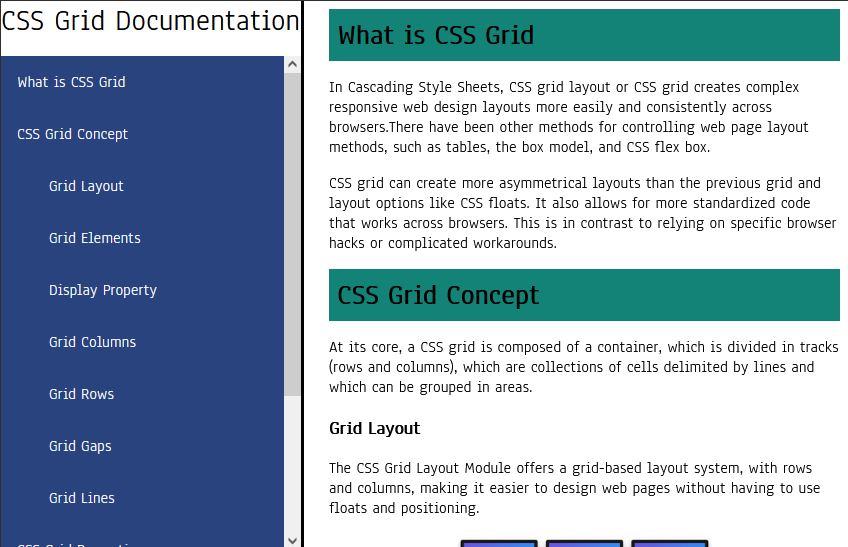 CSS Grid Documentation
What is CSS Grid
CSS Grid Concept
Grid Layout
Grid Elements
Display Property
Grid Columns
Grid Rows
Grid Gaps
Grid Lines
What is CSS Grid
In Cascading Style Sheets, CSS grid layout or CSS grid creates complex
responsive web design layouts more easily and consistently across
browsers.There have been other methods for controlling web page layout
methods, such as tables, the box model, and CSS flex box.
CSS grid can create more asymmetrical layouts than the previous grid and
layout options like CSS floats. It also allows for more standardized code
that works across browsers. This is in contrast to relying on specific browser
hacks or complicated workarounds.
CSS Grid Concept
At its core, a CSS grid is composed of a container, which is divided in tracks
(rows and columns), which are collections of cells delimited by lines and
which can be grouped in areas.
Grid Layout
The CSS Grid Layout Module offers a grid-based layout system, with rows
and columns, making it easier to design web pages without having to use
floats and positioning.